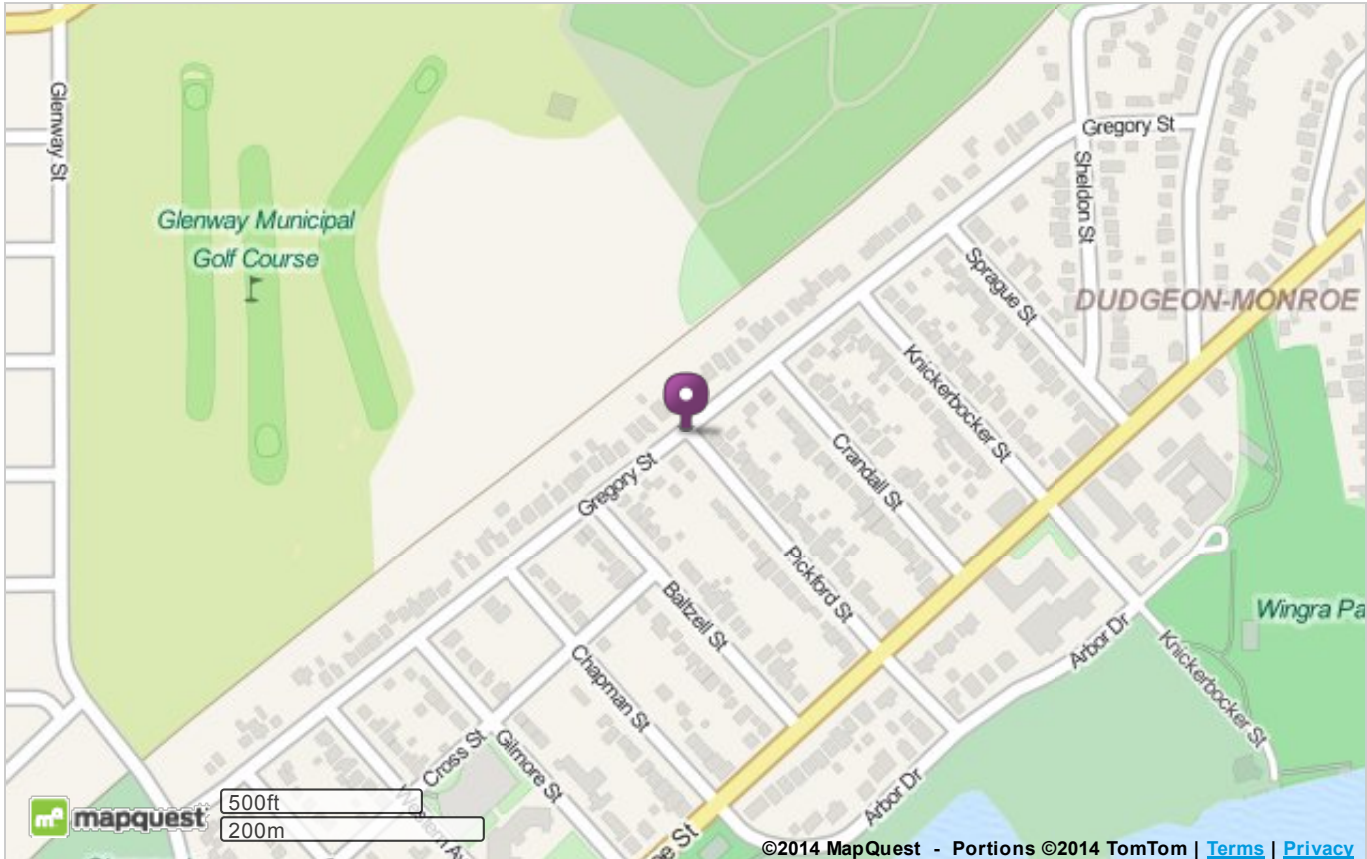 Glenway St
Gregory St
Sheldon St
Glenway Municipal
Golf Course
Sprague St
DUDGEON-MONROE
Knickerbocker St
Crandall St
Gregory St
Pickford St
Baltzell St
Wingra Pa
Arbor Dr
Knickerbocker St
Chapman St
Cross St
Gilmore St
Arbor Dr
500ft
mapquest
200m
oe St
©2014 MapQuest - Portions ©2014 TomTom | Terms | Privacy